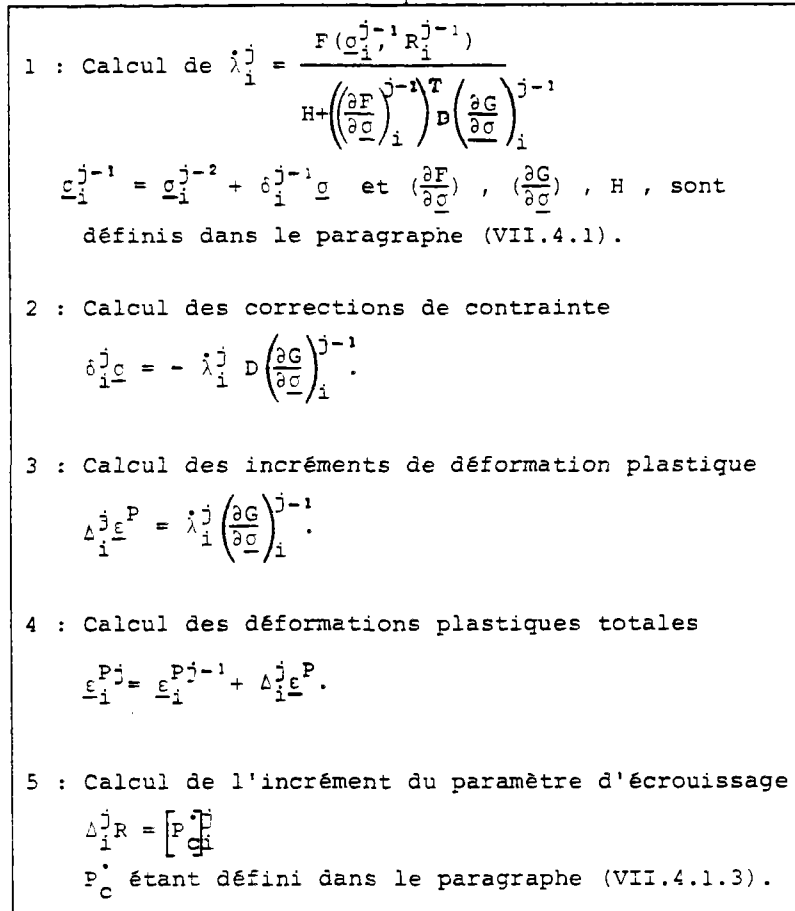 1 : Calcul de λ̇ᵢʲ = F(σᵢʲ⁻¹, Rᵢʲ⁻¹) / H+((∂F/∂σ)ᵢʲ⁻¹)ᵀ D(∂G/∂σ)ᵢʲ⁻¹
σᵢʲ⁻¹ = σᵢʲ⁻² + δᵢʲ⁻¹σ et (∂F/∂σ) , (∂G/∂σ) , H , sont
définis dans le paragraphe (VII.4.1).
2 : Calcul des corrections de contrainte
δᵢʲσ = - λ̇ᵢʲ D(∂G/∂σ)ᵢʲ⁻¹.
3 : Calcul des incréments de déformation plastique
Δᵢʲε^P = λ̇ᵢʲ(∂G/∂σ)ᵢʲ⁻¹.
4 : Calcul des déformations plastiques totales
εᵢ^Pj = εᵢ^Pj-1 + Δᵢʲε^P.
5 : Calcul de l'incrément du paramètre d'écrouissage
ΔᵢʲR = [Ṗc]ᵢʲ
Ṗc étant défini dans le paragraphe (VII.4.1.3).